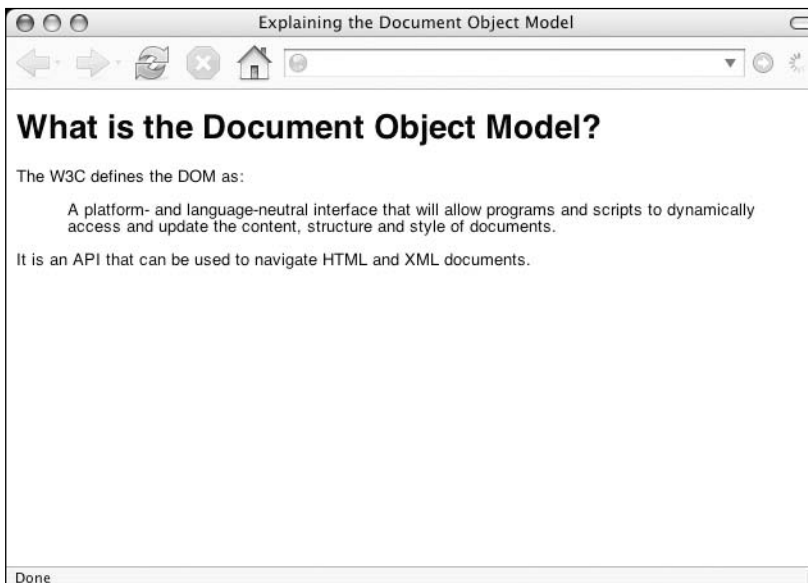 Explaining the Document Object Model
What is the Document Object Model?
The W3C defines the DOM as:
A platform- and language-neutral interface that will allow programs and scripts to dynamically
access and update the content, structure and style of documents.
It is an API that can be used to navigate HTML and XML documents.
Done